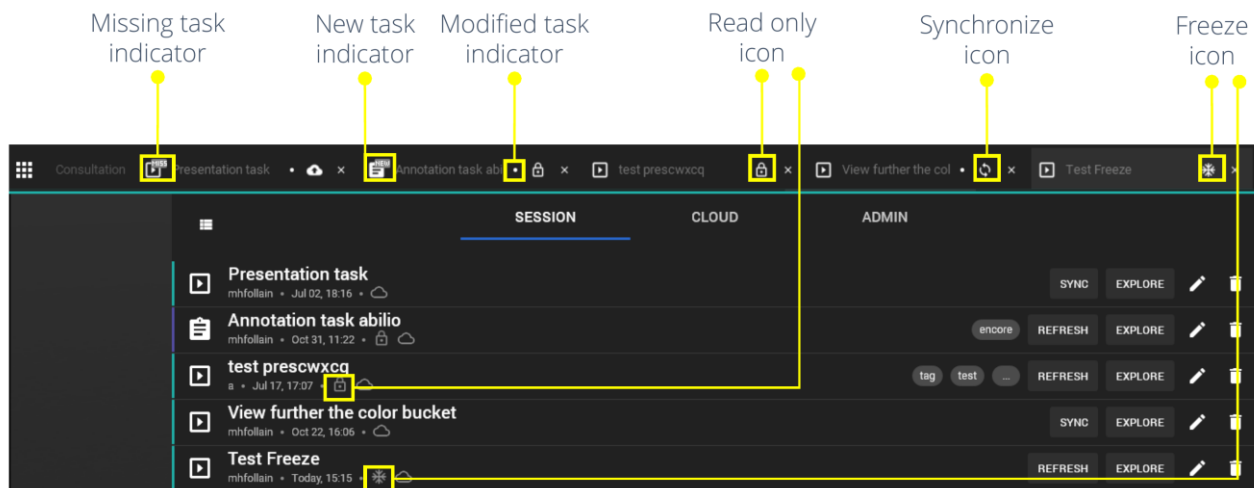 Missing task
indicator
New task
indicator
Modified task
indicator
Read only
icon
Synchronize
icon
Freeze
icon
Consultation
MISS
Presentation task
NEW
Annotation task abi
test prescwxcq
View further the col
Test Freeze
SESSION CLOUD ADMIN
Presentation task
mhfollain • Jul 02, 18:16 •
SYNC EXPLORE
Annotation task abilio
mhfollain • Oct 31, 11:22 •
encore REFRESH EXPLORE
test prescwxcq
a • Jul 17, 17:07 •
tag test ... REFRESH EXPLORE
View further the color bucket
mhfollain • Oct 22, 16:06 •
SYNC EXPLORE
Test Freeze
mhfollain • Today, 15:15 •
REFRESH EXPLORE